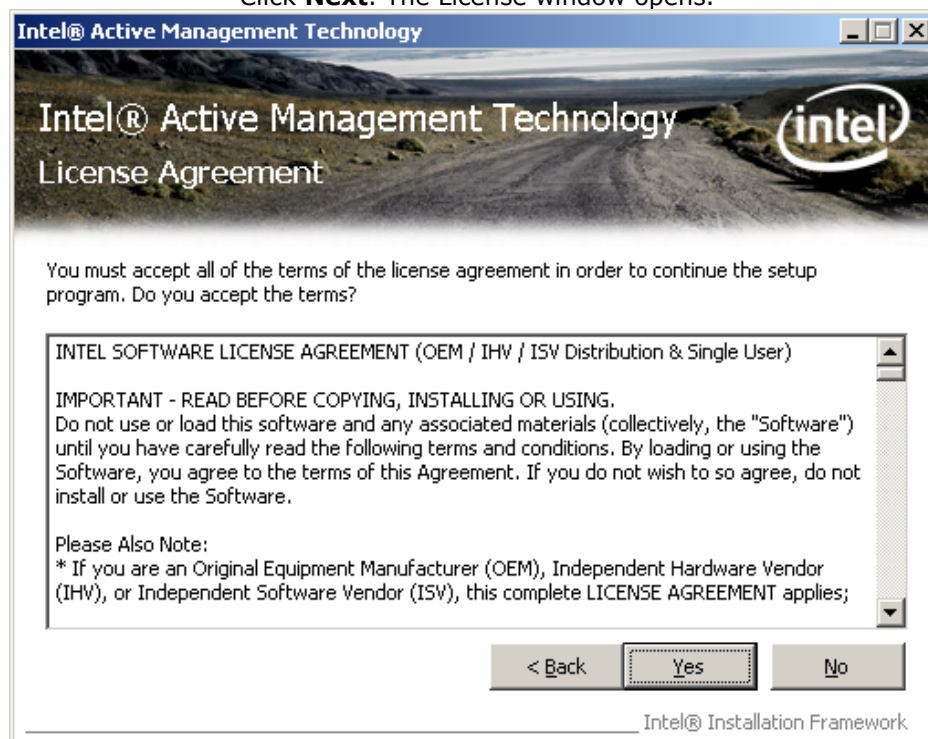 Click Next. The License window opens.
Intel® Active Management Technology
Intel® Active Management Technology
intel
License Agreement
You must accept all of the terms of the license agreement in order to continue the setup
program. Do you accept the terms?
INTEL SOFTWARE LICENSE AGREEMENT (OEM / IHV / ISV Distribution & Single User)
IMPORTANT - READ BEFORE COPYING, INSTALLING OR USING.
Do not use or load this software and any associated materials (collectively, the "Software")
until you have carefully read the following terms and conditions. By loading or using the
Software, you agree to the terms of this Agreement. If you do not wish to so agree, do not
install or use the Software.
Please Also Note:
* If you are an Original Equipment Manufacturer (OEM), Independent Hardware Vendor
(IHV), or Independent Software Vendor (ISV), this complete LICENSE AGREEMENT applies;
< Back
Yes
No
Intel® Installation Framework